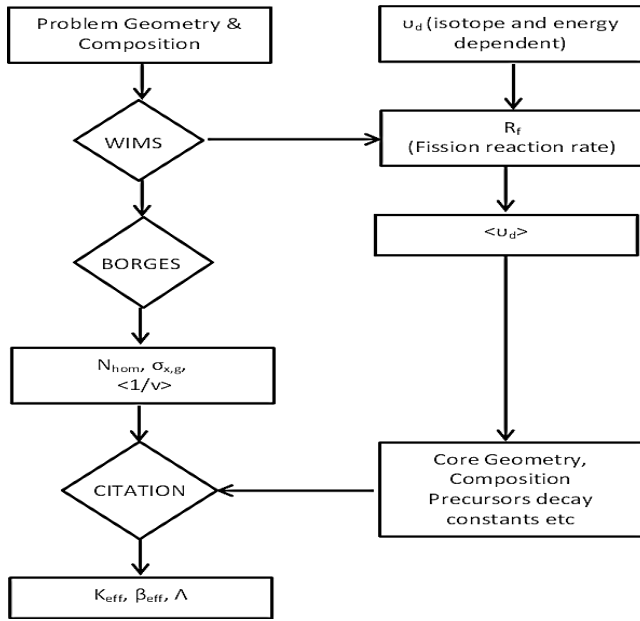 Problem Geometry &
Composition
υd (isotope and energy
dependent)
WIMS
Rf
(Fission reaction rate)
<υd>
BORGES
Nhom, σx,g,
<1/v>
Core Geometry,
Composition
Precursors decay
constants etc
CITATION
Keff, βeff, Λ